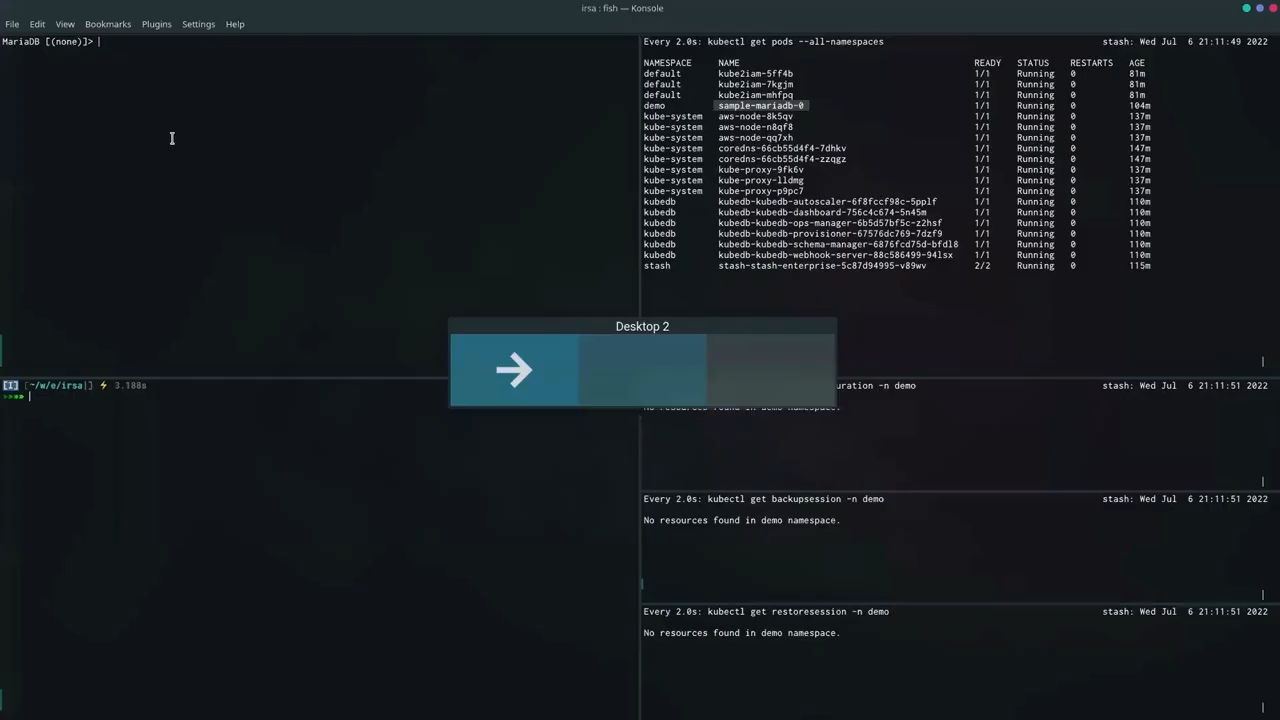 irsa : fish — Konsole
File Edit View Bookmarks Plugins Settings Help
MariaDB [(none)]>
Every 2.0s: kubectl get pods --all-namespaces stash: Wed Jul  6 21:11:49 2022
NAMESPACE NAME READY STATUS RESTARTS AGE
default kube2iam-5ff4b 1/1 Running 0 81m
default kube2iam-7kgjm 1/1 Running 0 81m
default kube2iam-mhfpq 1/1 Running 0 81m
demo sample-mariadb-0 1/1 Running 0 104m
kube-system aws-node-8k5qv 1/1 Running 0 137m
kube-system aws-node-n8qf8 1/1 Running 0 137m
kube-system aws-node-qq7xh 1/1 Running 0 137m
kube-system coredns-66cb55d4f4-7dhkv 1/1 Running 0 147m
kube-system coredns-66cb55d4f4-zzqgz 1/1 Running 0 147m
kube-system kube-proxy-9fk6v 1/1 Running 0 137m
kube-system kube-proxy-lldmg 1/1 Running 0 137m
kube-system kube-proxy-p9pc7 1/1 Running 0 137m
kubedb kubedb-kubedb-autoscaler-6f8fccf98c-5pplf 1/1 Running 0 110m
kubedb kubedb-kubedb-dashboard-756c4c674-5n45m 1/1 Running 0 110m
kubedb kubedb-kubedb-ops-manager-6b5d57bf5c-z2hsf 1/1 Running 0 110m
kubedb kubedb-kubedb-provisioner-67576dc769-7dzf9 1/1 Running 0 110m
kubedb kubedb-kubedb-schema-manager-6876fcd75d-bfdl8 1/1 Running 0 110m
kubedb kubedb-kubedb-webhook-server-88c586499-94lsx 1/1 Running 0 110m
stash stash-stash-enterprise-5c87d94995-v89wv 2/2 Running 0 115m
Desktop 2
[I] [~/w/e/irsa|] ⚡ 3.188s
uration -n demo stash: Wed Jul  6 21:11:51 2022
Every 2.0s: kubectl get backupsession -n demo stash: Wed Jul  6 21:11:51 2022
No resources found in demo namespace.
Every 2.0s: kubectl get restoresession -n demo stash: Wed Jul  6 21:11:51 2022
No resources found in demo namespace.